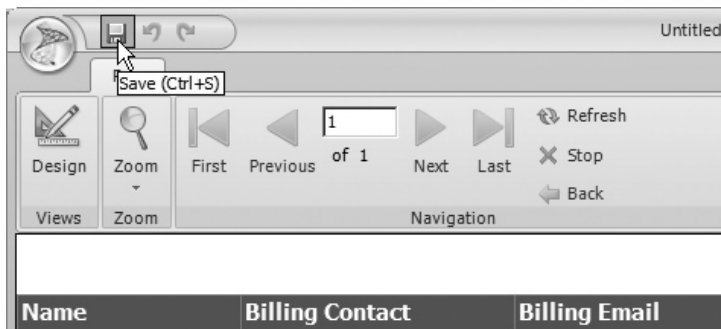 Untitled
Save (Ctrl+S)
1
of 1
Design
Zoom
First
Previous
Next
Last
Refresh
Stop
Back
Views
Zoom
Navigation
Name
Billing Contact
Billing Email